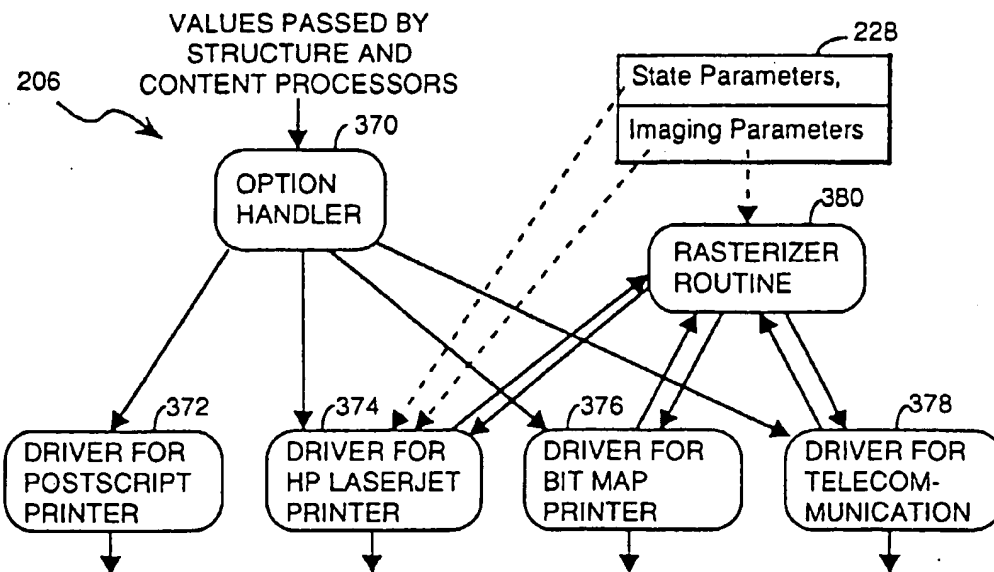 VALUES PASSED BY
STRUCTURE AND
CONTENT PROCESSORS
206
228
State Parameters,
Imaging Parameters
370
OPTION
HANDLER
380
RASTERIZER
ROUTINE
372
DRIVER FOR
POSTSCRIPT
PRINTER
374
DRIVER FOR
HP LASERJET
PRINTER
376
DRIVER FOR
BIT MAP
PRINTER
378
DRIVER FOR
TELECOM-
MUNICATION